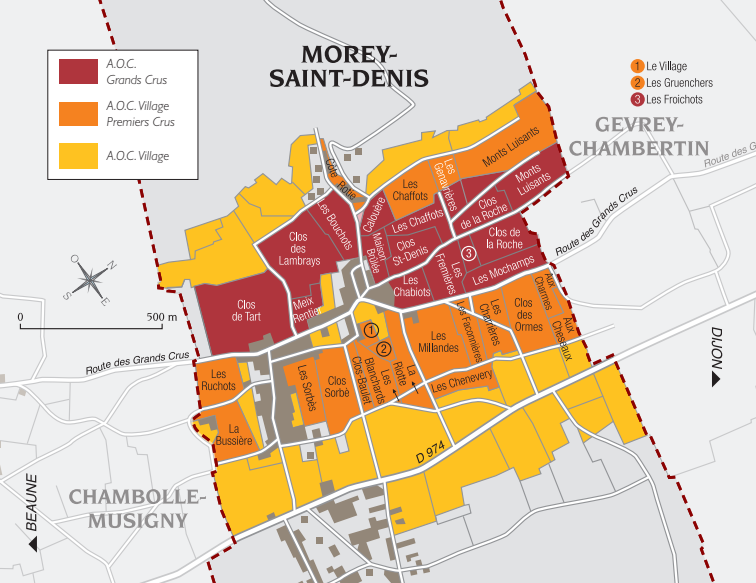 MOREY-
SAINT-DENIS
A.O.C.
Grands Crus
A.O.C. Village
Premiers Crus
A.O.C. Village
1 Le Village
2 Les Gruenchers
3 Les Froichots
GEVREY-
CHAMBERTIN
Route des G
Côte Rôtie
Monts Luisants
Les
Genavrières
Les
Chaffots
Monts
Luisants
Calouère
Les Bouchots
Les Chaffots
Clos
de la Roche
Maison
Brûlée
Clos
St-Denis
Clos de
la Roche
3
Les
Fremières
Clos
des
Lambrays
Les
Chabiots
Les Mochamps
Route des Grands Crus
N
O
E
S
0
500 m
Clos
de Tart
Meix
Rentier
Route des Grands Crus
1
2
Les
Millandes
Les Faconnières
Les
Charrières
Clos
des
Ormes
Aux
Charmes
Aux
Cheseaux
Les
Ruchots
Les Sorbès
Clos
Sorbè
Clos-Baulet
Blanchards
Les
Riotte
La
Les Chenevery
La
Bussière
D 974
DIJON
CHAMBOLLE-
MUSIGNY
BEAUNE